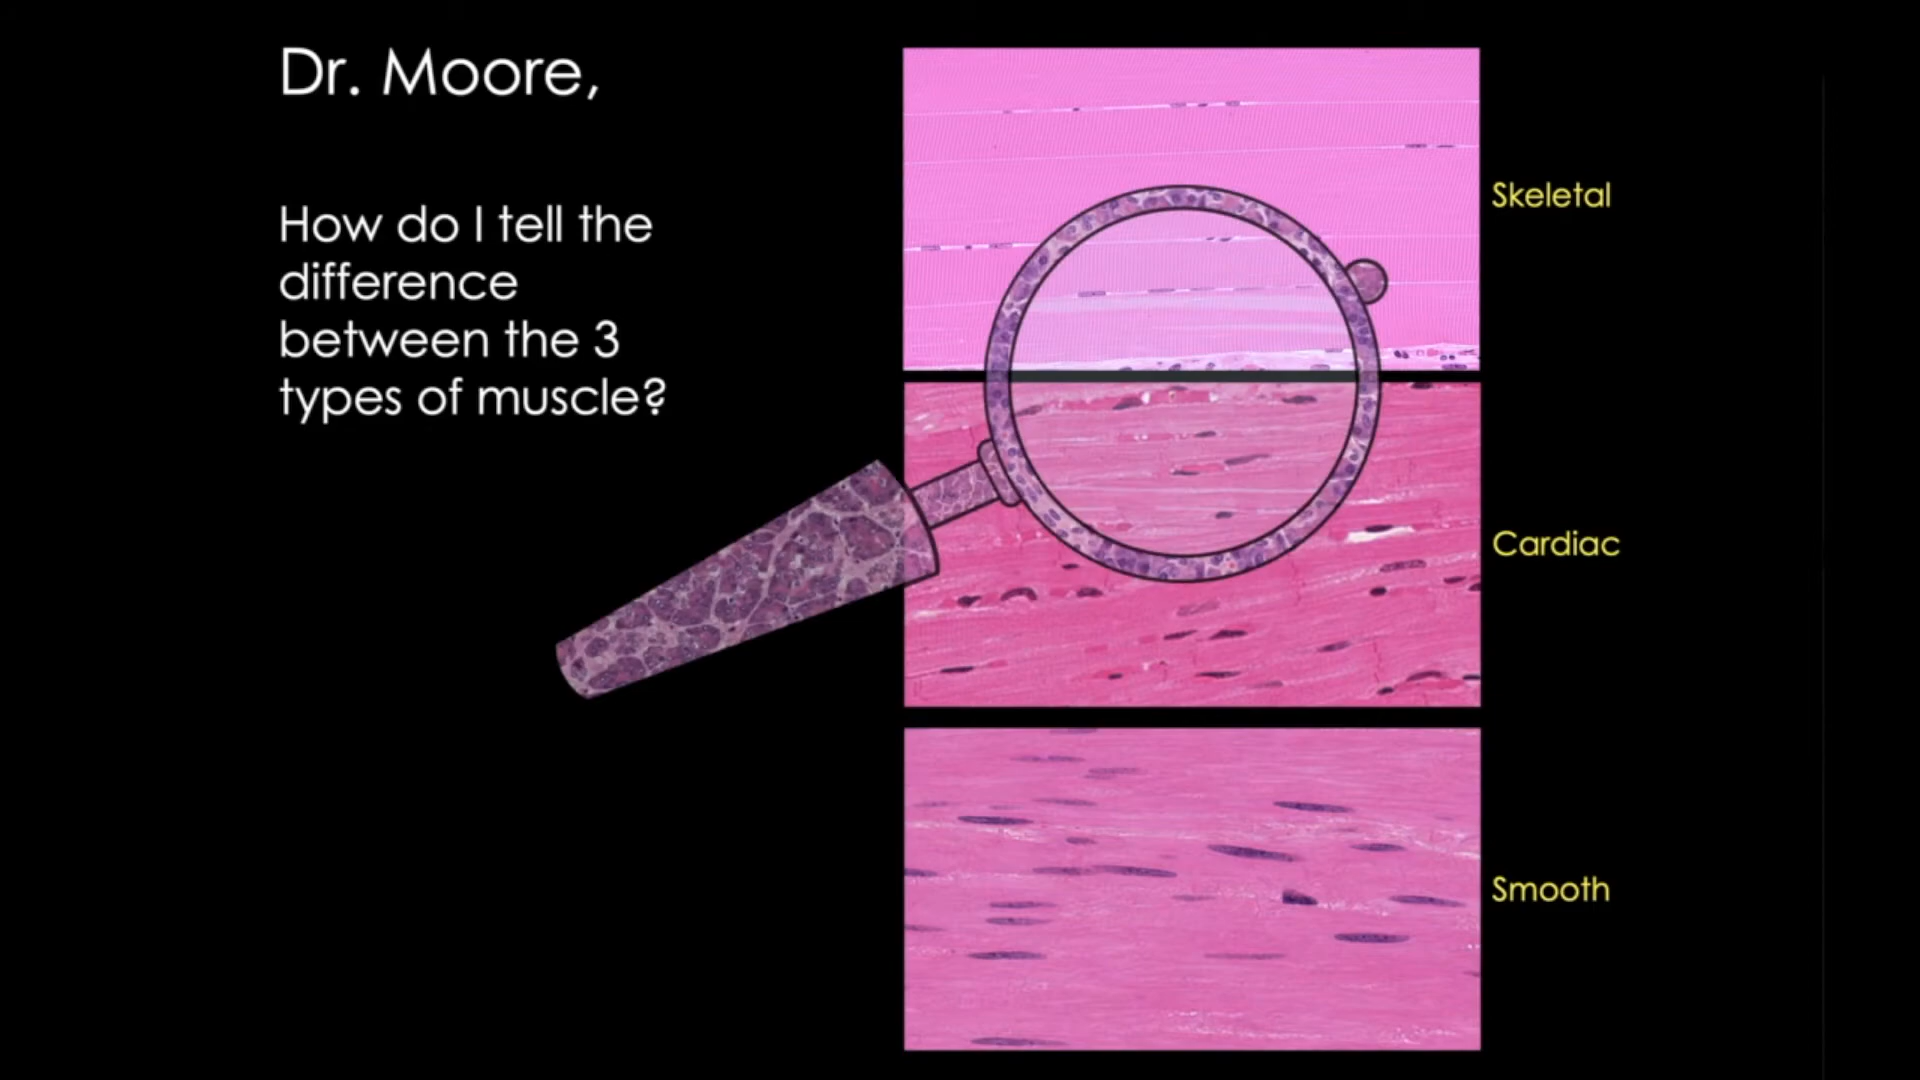 Dr. Moore,
How do I tell the
difference
between the 3
types of muscle?
Skeletal
Cardiac
Smooth